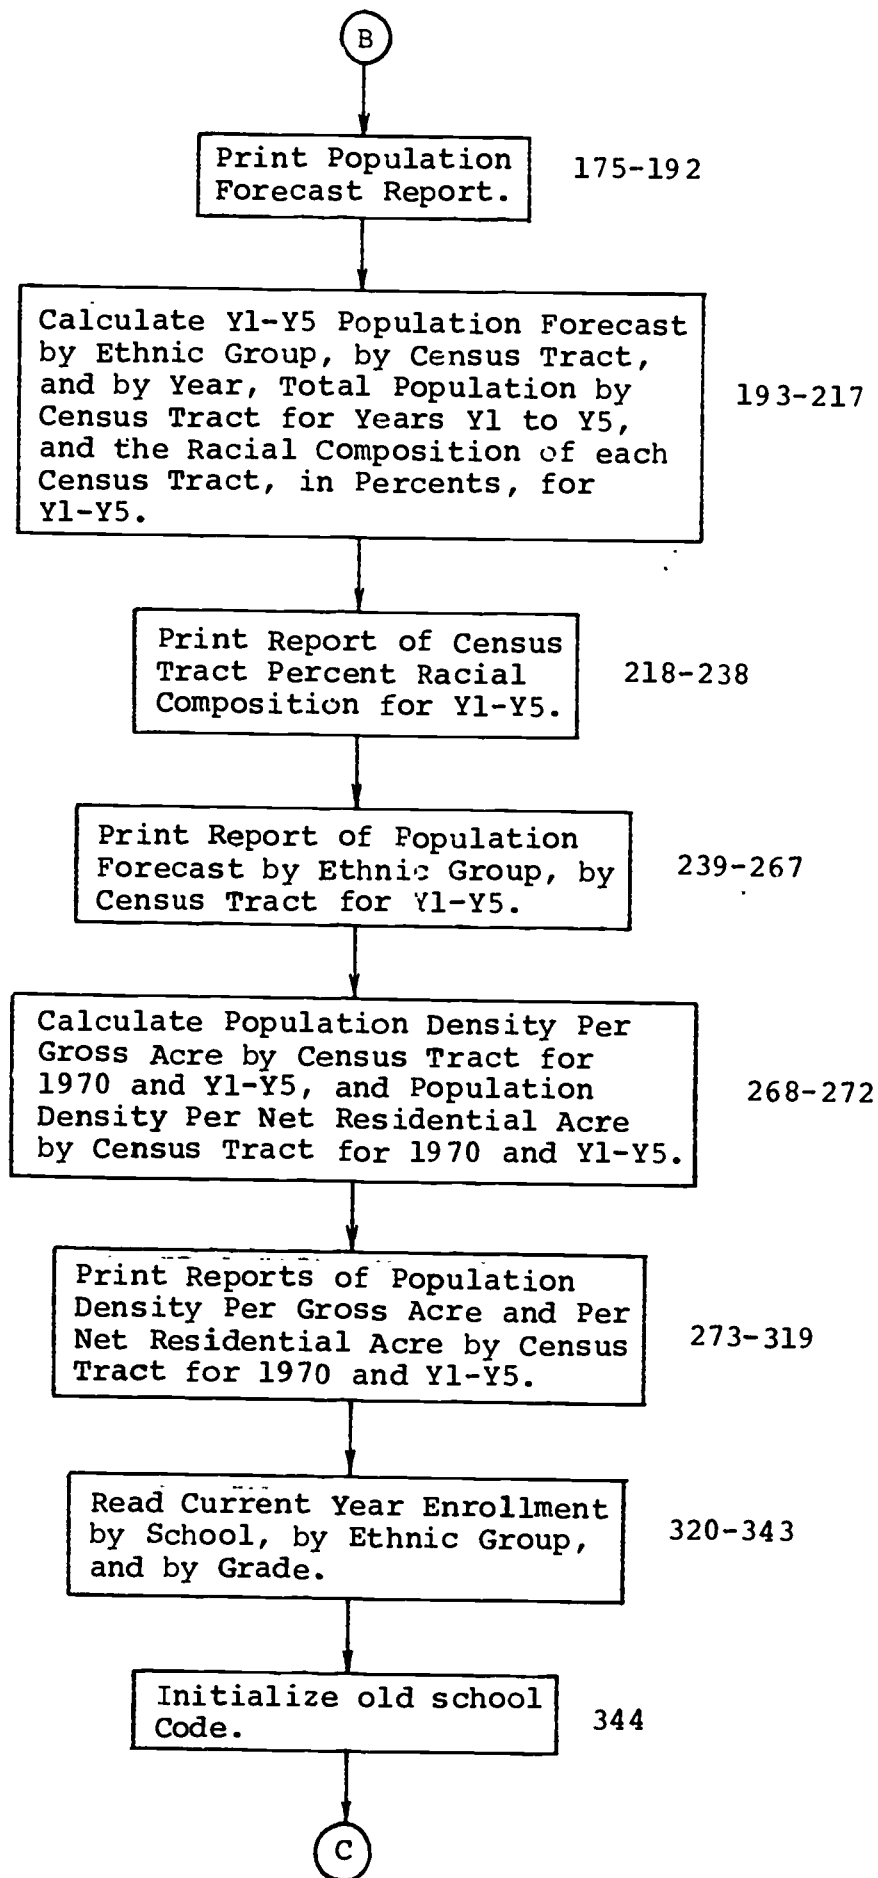 B
Print Population
Forecast Report.
175-192
Calculate Y1-Y5 Population Forecast
by Ethnic Group, by Census Tract,
and by Year, Total Population by
Census Tract for Years Y1 to Y5,
and the Racial Composition of each
Census Tract, in Percents, for
Y1-Y5.
193-217
Print Report of Census
Tract Percent Racial
Composition for Y1-Y5.
218-238
Print Report of Population
Forecast by Ethnic Group, by
Census Tract for Y1-Y5.
239-267
Calculate Population Density Per
Gross Acre by Census Tract for
1970 and Y1-Y5, and Population
Density Per Net Residential Acre
by Census Tract for 1970 and Y1-Y5.
268-272
Print Reports of Population
Density Per Gross Acre and Per
Net Residential Acre by Census
Tract for 1970 and Y1-Y5.
273-319
Read Current Year Enrollment
by School, by Ethnic Group,
and by Grade.
320-343
Initialize old school
Code.
344
C